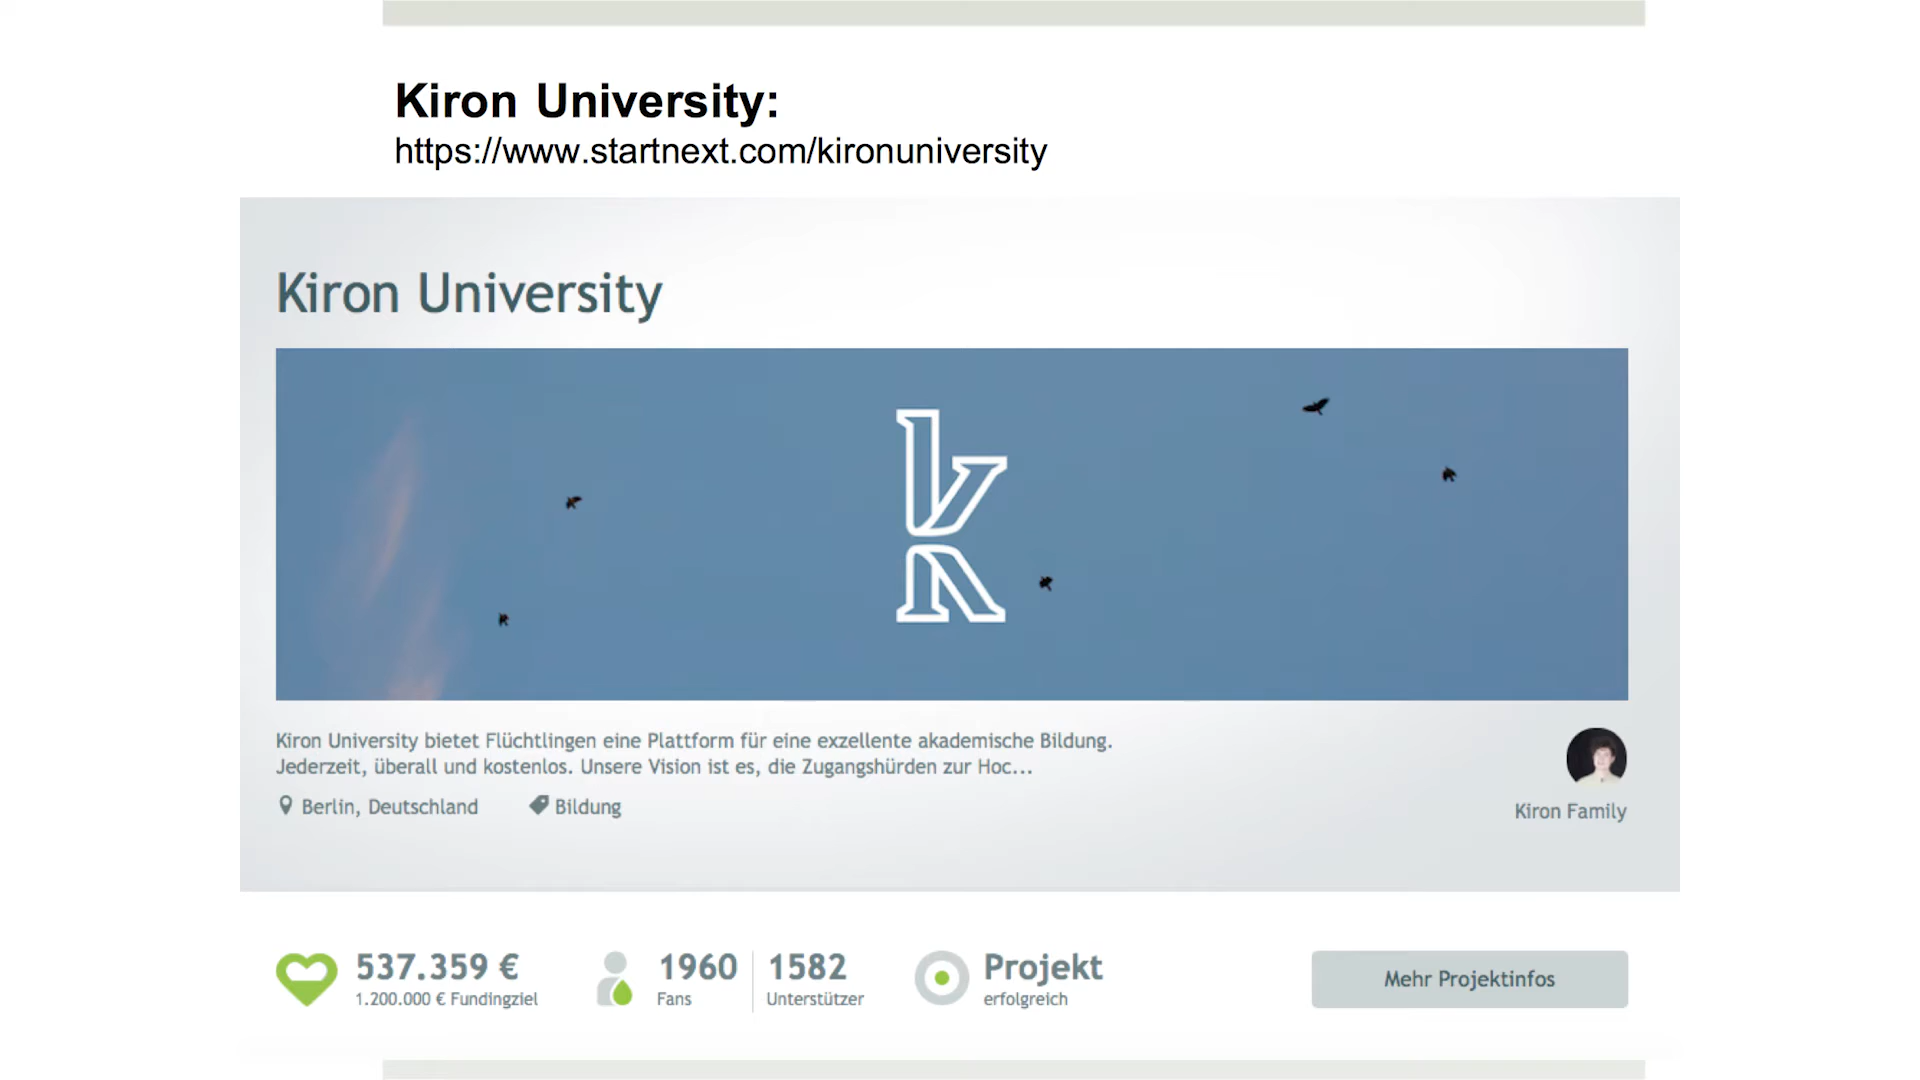 Kiron University:
https://www.startnext.com/kironuniversity
Kiron University
Kiron University bietet Flüchtlingen eine Plattform für eine exzellente akademische Bildung.
Jederzeit, überall und kostenlos. Unsere Vision ist es, die Zugangshürden zur Hoc...
Berlin, Deutschland
Bildung
Kiron Family
537.359 €
1.200.000 € Fundingziel
1960
Fans
1582
Unterstützer
Projekt
erfolgreich
Mehr Projektinfos